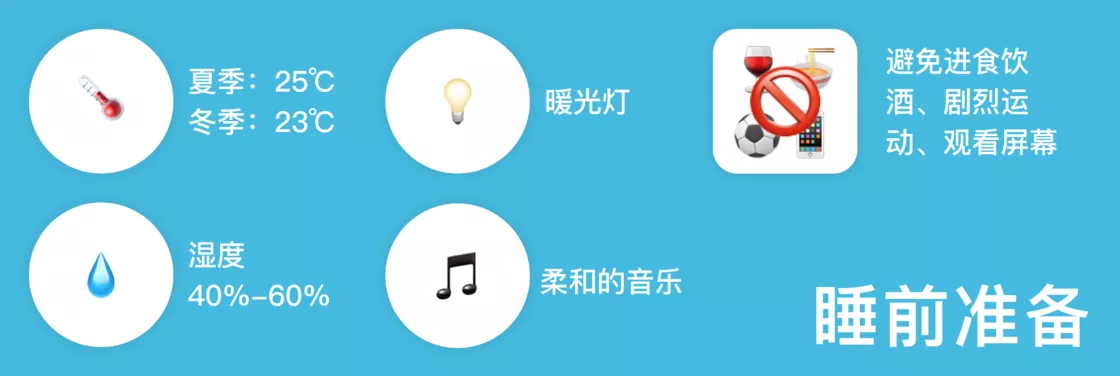 夏季：25℃
冬季：23℃
暖光灯
避免进食饮
酒、剧烈运
动、观看屏幕
湿度
40%-60%
柔和的音乐
睡前准备